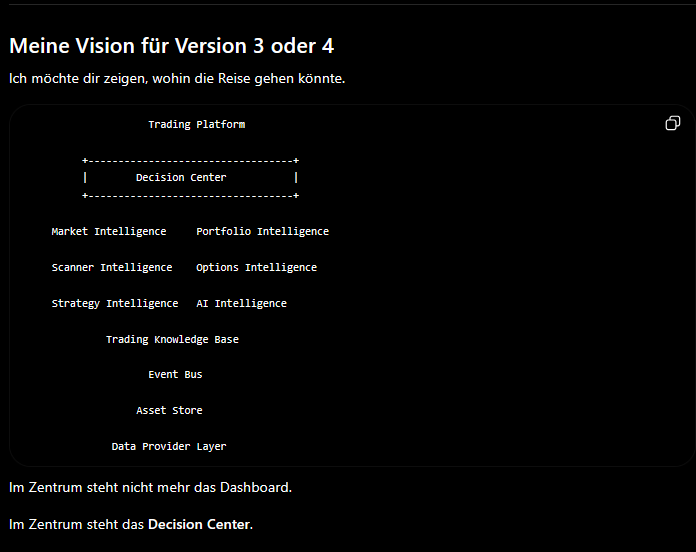 Meine Vision für Version 3 oder 4
Ich möchte dir zeigen, wohin die Reise gehen könnte.
Trading Platform
+----------------------------------+
| Decision Center |
+----------------------------------+
Market Intelligence Portfolio Intelligence
Scanner Intelligence Options Intelligence
Strategy Intelligence AI Intelligence
Trading Knowledge Base
Event Bus
Asset Store
Data Provider Layer
Im Zentrum steht nicht mehr das Dashboard.
Im Zentrum steht das Decision Center.